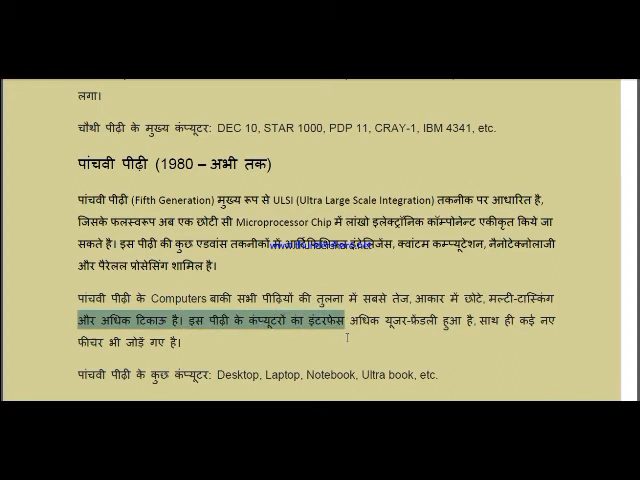 लगा।
चौथी पीढ़ी के मुख्य कंप्यूटर: DEC 10, STAR 1000, PDP 11, CRAY-1, IBM 4341, etc.
पांचवी पीढ़ी (1980 – अभी तक)
पांचवी पीढ़ी (Fifth Generation) मुख्य रूप से ULSI (Ultra Large Scale Integration) तकनीक पर आधारित है,
जिसके फलस्वरूप अब एक छोटी सी Microprocessor Chip में लांखो इलेक्ट्रॉनिक कॉम्पोनेन्ट एकीकृत किये जा
सकते है। इस पीढ़ी की कुछ एडवांस तकनीकों में आर्टिफिशियल इंटेलिजेंस, क्वांटम कम्प्यूटेशन, नैनोटेक्नोलाजी
और पैरेलल प्रोसेसिंग शामिल है।
पांचवी पीढ़ी के Computers बाकी सभी पीढ़ियों की तुलना में सबसे तेज, आकार में छोटे, मल्टी-टास्किंग
और अधिक टिकाऊ है। इस पीढ़ी के कंप्यूटरों का इंटरफेस अधिक यूजर-फ्रेंडली हुआ है, साथ ही कई नए
फीचर भी जोड़ें गए है।
पांचवी पीढ़ी के कुछ कंप्यूटर: Desktop, Laptop, Notebook, Ultra book, etc.